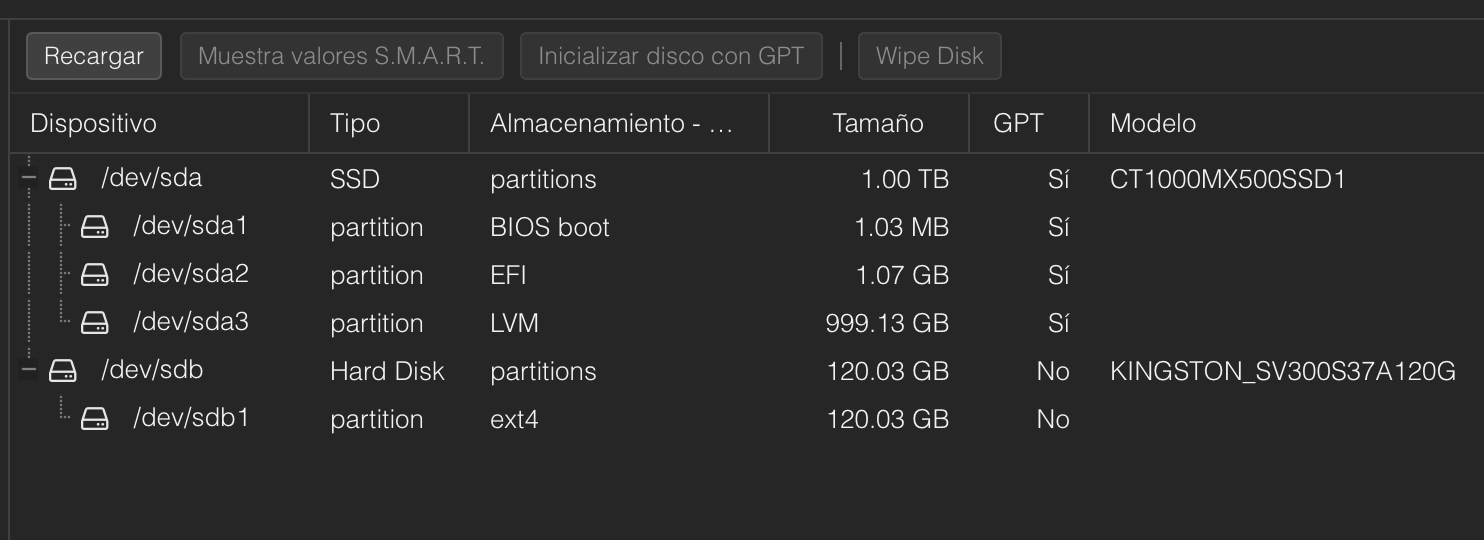 Recargar Muestra valores S.M.A.R.T. Inicializar disco con GPT Wipe Disk
Dispositivo Tipo Almacenamiento - ... Tamaño GPT Modelo
/dev/sda SSD partitions 1.00 TB Sí CT1000MX500SSD1
/dev/sda1 partition BIOS boot 1.03 MB Sí
/dev/sda2 partition EFI 1.07 GB Sí
/dev/sda3 partition LVM 999.13 GB Sí
/dev/sdb Hard Disk partitions 120.03 GB No KINGSTON_SV300S37A120G
/dev/sdb1 partition ext4 120.03 GB No